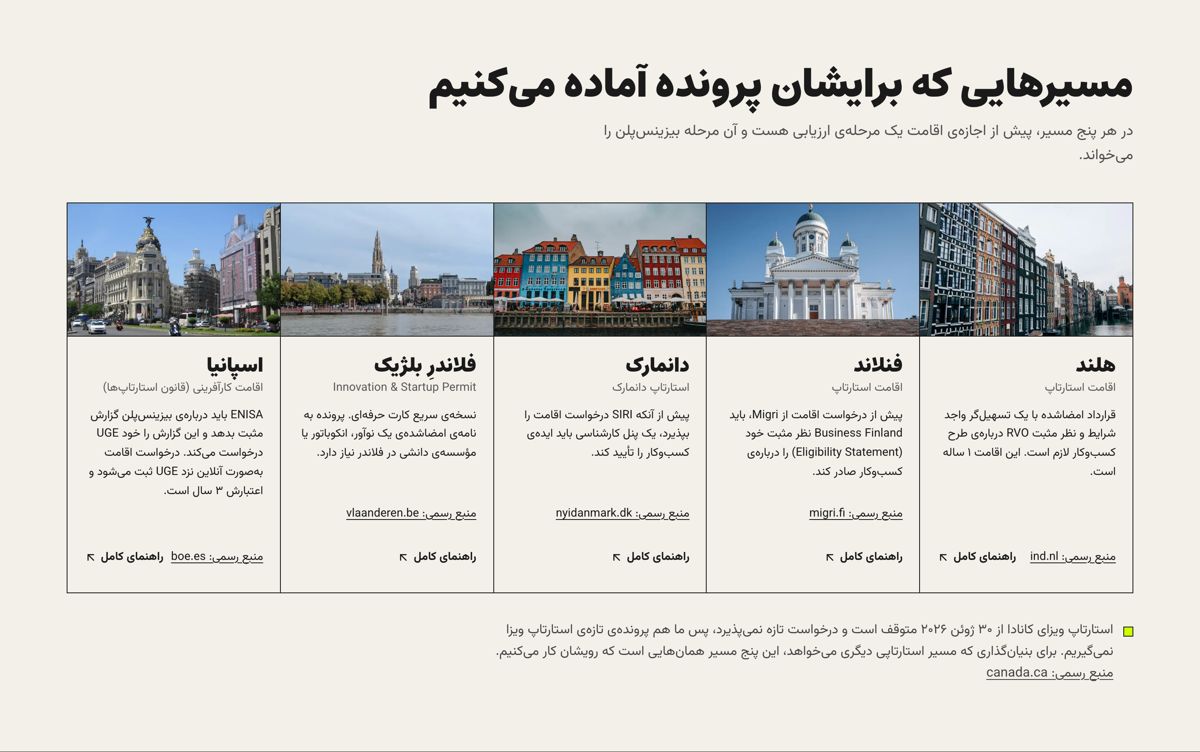 مسیرهایی که برایشان پرونده آماده می‌کنیم
در هر پنج مسیر، پیش از اجازه‌ی اقامت یک مرحله‌ی ارزیابی هست و آن مرحله بیزینس‌پلن را
می‌خواند.
هلند
اقامت استارتاپ
قرارداد امضاشده با یک تسهیل‌گر واجد
شرایط و نظر مثبت RVO درباره‌ی طرح
کسب‌وکار لازم است. این اقامت ۱ ساله
است.
منبع رسمی: ind.nl
راهنمای کامل
فنلاند
اقامت استارتاپ
پیش از درخواست اقامت از Migri، باید
Business Finland نظر مثبت خود
(Eligibility Statement) را درباره‌ی
کسب‌وکار صادر کند.
منبع رسمی: migri.fi
راهنمای کامل
دانمارک
استارتاپ دانمارک
پیش از آنکه SIRI درخواست اقامت را
بپذیرد، یک پنل کارشناسی باید ایده‌ی
کسب‌وکار را تأیید کند.
منبع رسمی: nyidanmark.dk
راهنمای کامل
فلاندرِ بلژیک
Innovation & Startup Permit
نسخه‌ی سریع کارت حرفه‌ای. پرونده به
نامه‌ی امضاشده‌ی یک نوآور، انکوباتور یا
مؤسسه‌ی دانشی در فلاندر نیاز دارد.
منبع رسمی: vlaanderen.be
راهنمای کامل
اسپانیا
اقامت کارآفرینی (قانون استارتاپ‌ها)
ENISA باید درباره‌ی بیزینس‌پلن گزارش
مثبت بدهد و این گزارش را خود UGE
درخواست می‌کند. درخواست اقامت
به‌صورت آنلاین نزد UGE ثبت می‌شود و
اعتبارش ۳ سال است.
منبع رسمی: boe.es
راهنمای کامل
استارتاپ ویزای کانادا از ۳۰ ژوئن ۲۰۲۶ متوقف است و درخواست تازه نمی‌پذیرد، پس ما هم پرونده‌ی تازه‌ی استارتاپ ویزا
نمی‌گیریم. برای بنیان‌گذاری که مسیر استارتاپی دیگری می‌خواهد، این پنج مسیر همان‌هایی است که رویشان کار می‌کنیم.
منبع رسمی: canada.ca